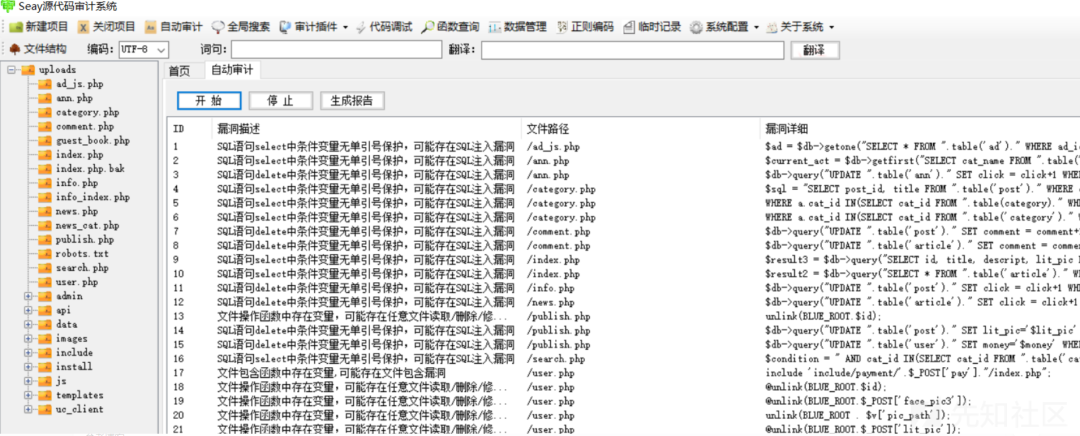 Seay源代码审计系统
新建项目 关闭项目 自动审计 全局搜索 审计插件 代码调试 函数查询 数据管理 正则编码 临时记录 系统配置 关于系统
文件结构 编码: UTF-8 词句: 翻译: 翻译
首页 自动审计
开始 停止 生成报告
uploads
ad_js.php
ann.php
category.php
comment.php
guest_book.php
index.php
index.php.bak
info.php
info_index.php
news.php
news_cat.php
publish.php
robots.txt
search.php
user.php
admin
api
data
images
include
install
js
templates
uc_client
ID 漏洞描述 文件路径 漏洞详细
1 SQL语句select中条件变量无单引号保护，可能存在SQL注入漏洞 /ad_js.php $ad = $db->getone("SELECT * FROM ".table('ad')." WHERE ad_id
2 SQL语句select中条件变量无单引号保护，可能存在SQL注入漏洞 /ann.php $current_act = $db->getfirst("SELECT cat_name FROM ".table(
3 SQL语句delete中条件变量无单引号保护，可能存在SQL注入漏洞 /ann.php $db->query("UPDATE ".table('ann')." SET click = click+1 WHE
4 SQL语句select中条件变量无单引号保护，可能存在SQL注入漏洞 /category.php $sql = "SELECT post_id, title FROM ".table('post')." WHERE
5 SQL语句select中条件变量无单引号保护，可能存在SQL注入漏洞 /category.php WHERE a.cat_id IN(SELECT cat_id FROM ".table(category)." WH
6 SQL语句select中条件变量无单引号保护，可能存在SQL注入漏洞 /category.php WHERE a.cat_id IN(SELECT cat_id FROM ".table('category')." W
7 SQL语句delete中条件变量无单引号保护，可能存在SQL注入漏洞 /comment.php $db->query("UPDATE ".table('post')." SET comment = comment+
8 SQL语句delete中条件变量无单引号保护，可能存在SQL注入漏洞 /comment.php $db->query("UPDATE ".table('article')." SET comment = comme
9 SQL语句select中条件变量无单引号保护，可能存在SQL注入漏洞 /index.php $result3 = $db->query("SELECT id, title, descript, lit_pic
10 SQL语句select中条件变量无单引号保护，可能存在SQL注入漏洞 /index.php $result2 = $db->query("SELECT * FROM ".table('article')." W
11 SQL语句delete中条件变量无单引号保护，可能存在SQL注入漏洞 /info.php $db->query("UPDATE ".table('post')." SET click = click+1 WH
12 SQL语句delete中条件变量无单引号保护，可能存在SQL注入漏洞 /news.php $db->query("UPDATE ".table('article')." SET click = click+1
13 文件操作函数中存在变量，可能存在任意文件读取/删除/修... /publish.php unlink(BLUE_ROOT.$id);
14 SQL语句delete中条件变量无单引号保护，可能存在SQL注入漏洞 /publish.php $db->query("UPDATE ".table('post')." SET lit_pic='$lit_pic'
15 SQL语句delete中条件变量无单引号保护，可能存在SQL注入漏洞 /publish.php $db->query("UPDATE ".table('user')." SET money='$money' WHE
16 SQL语句select中条件变量无单引号保护，可能存在SQL注入漏洞 /search.php $condition = " AND cat_id IN(SELECT cat_id FROM ".table('ca
17 文件包含函数中存在变量,可能存在文件包含漏洞 /user.php include 'include/payment/'.$_POST['pay']."/index.php";
18 文件操作函数中存在变量，可能存在任意文件读取/删除/修... /user.php @unlink(BLUE_ROOT.$id);
19 文件操作函数中存在变量，可能存在任意文件读取/删除/修... /user.php @unlink(BLUE_ROOT.$_POST['face_pic3']);
20 文件操作函数中存在变量，可能存在任意文件读取/删除/修... /user.php unlink(BLUE_ROOT . $v['pic_path']);
21 文件操作函数中存在变量，可能存在任意文件读取/删除/修... /user.php @unlink(BLUE_ROOT.$_POST['lit_pic']);
先知社区